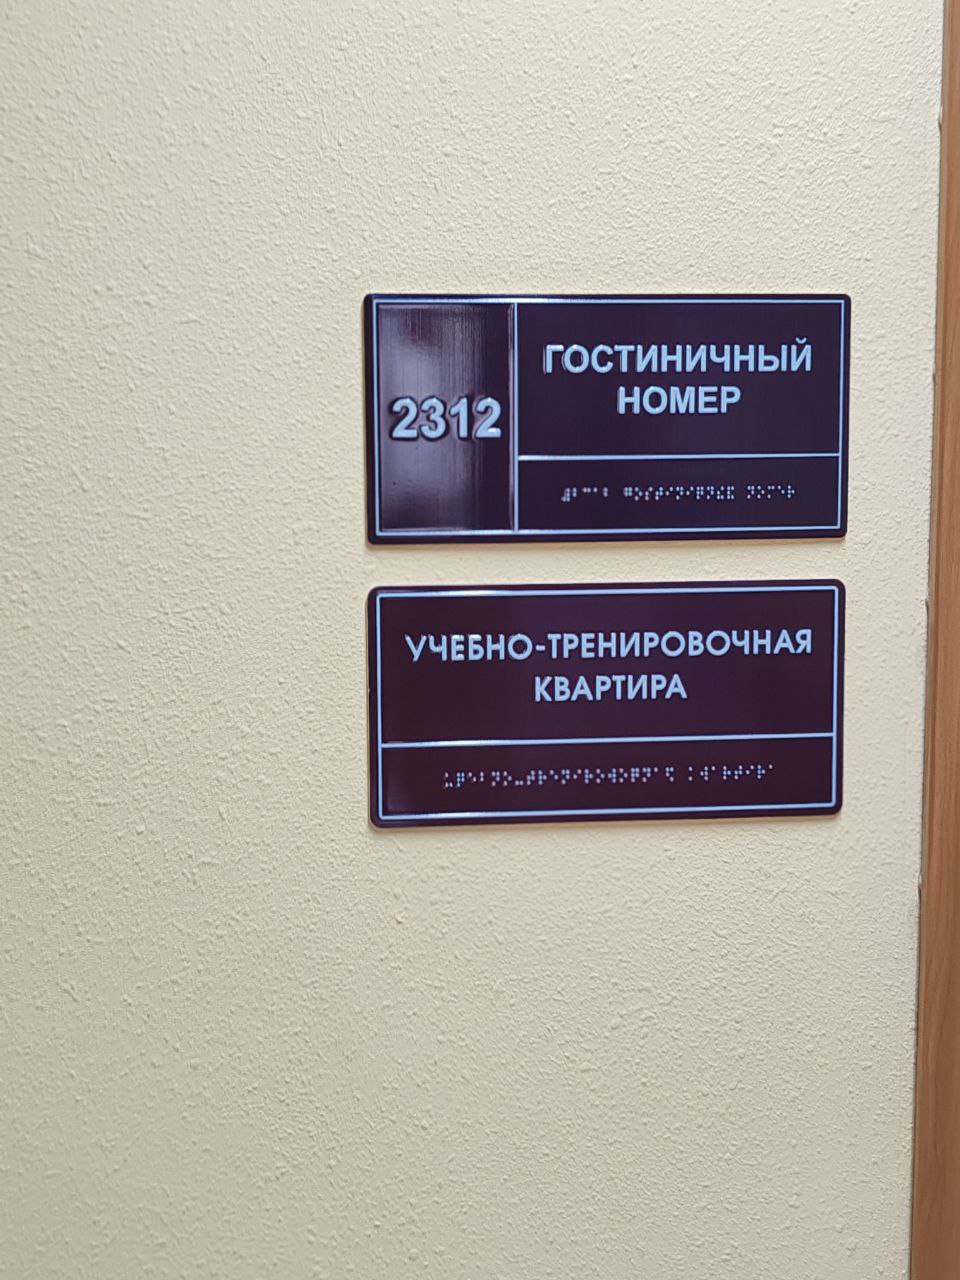 2312
ГОСТИНИЧНЫЙ
НОМЕР
УЧЕБНО-ТРЕНИРОВОЧНАЯ
КВАРТИРА